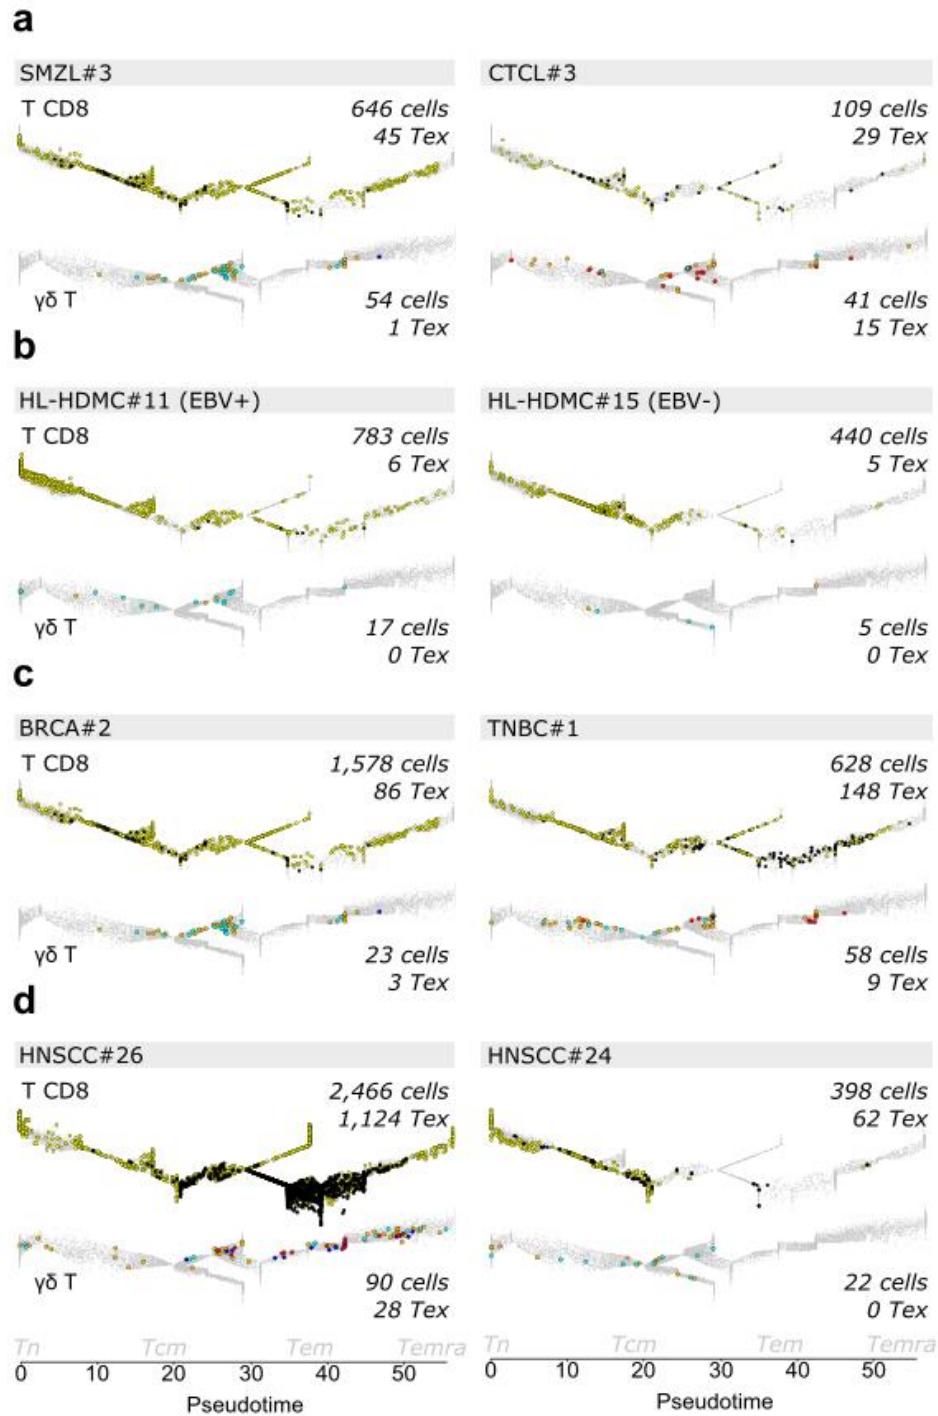 a
SMZL#3
T CD8
646 cells
45 Tex
γδ T
54 cells
1 Tex
CTCL#3
109 cells
29 Tex
41 cells
15 Tex
b
HL-HDMC#11 (EBV+)
T CD8
783 cells
6 Tex
γδ T
17 cells
0 Tex
HL-HDMC#15 (EBV-)
440 cells
5 Tex
5 cells
0 Tex
c
BRCA#2
T CD8
1,578 cells
86 Tex
γδ T
23 cells
3 Tex
TNBC#1
628 cells
148 Tex
58 cells
9 Tex
d
HNSCC#26
T CD8
2,466 cells
1,124 Tex
γδ T
90 cells
28 Tex
HNSCC#24
398 cells
62 Tex
22 cells
0 Tex
Tn Tcm Tem Temra
0 10 20 30 40 50
Pseudotime
Tn Tcm Tem Temra
0 10 20 30 40 50
Pseudotime